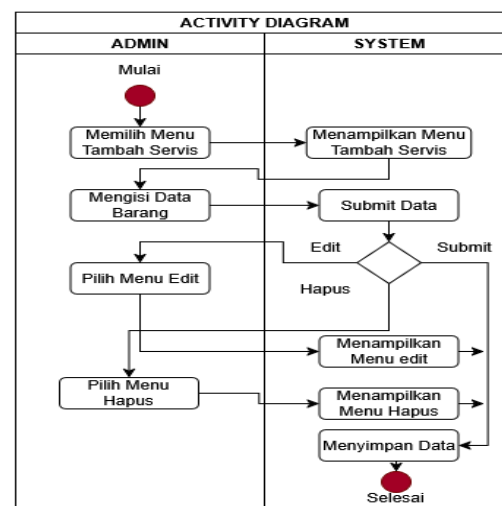 ACTIVITY DIAGRAM
ADMIN
SYSTEM
Mulai
Memilih Menu
Tambah Servis
Menampilkan Menu
Tambah Servis
Mengisi Data
Barang
Submit Data
Edit
Submit
Pilih Menu Edit
Hapus
Menampilkan
Menu edit
Pilih Menu
Hapus
Menampilkan
Menu Hapus
Menyimpan Data
Selesai